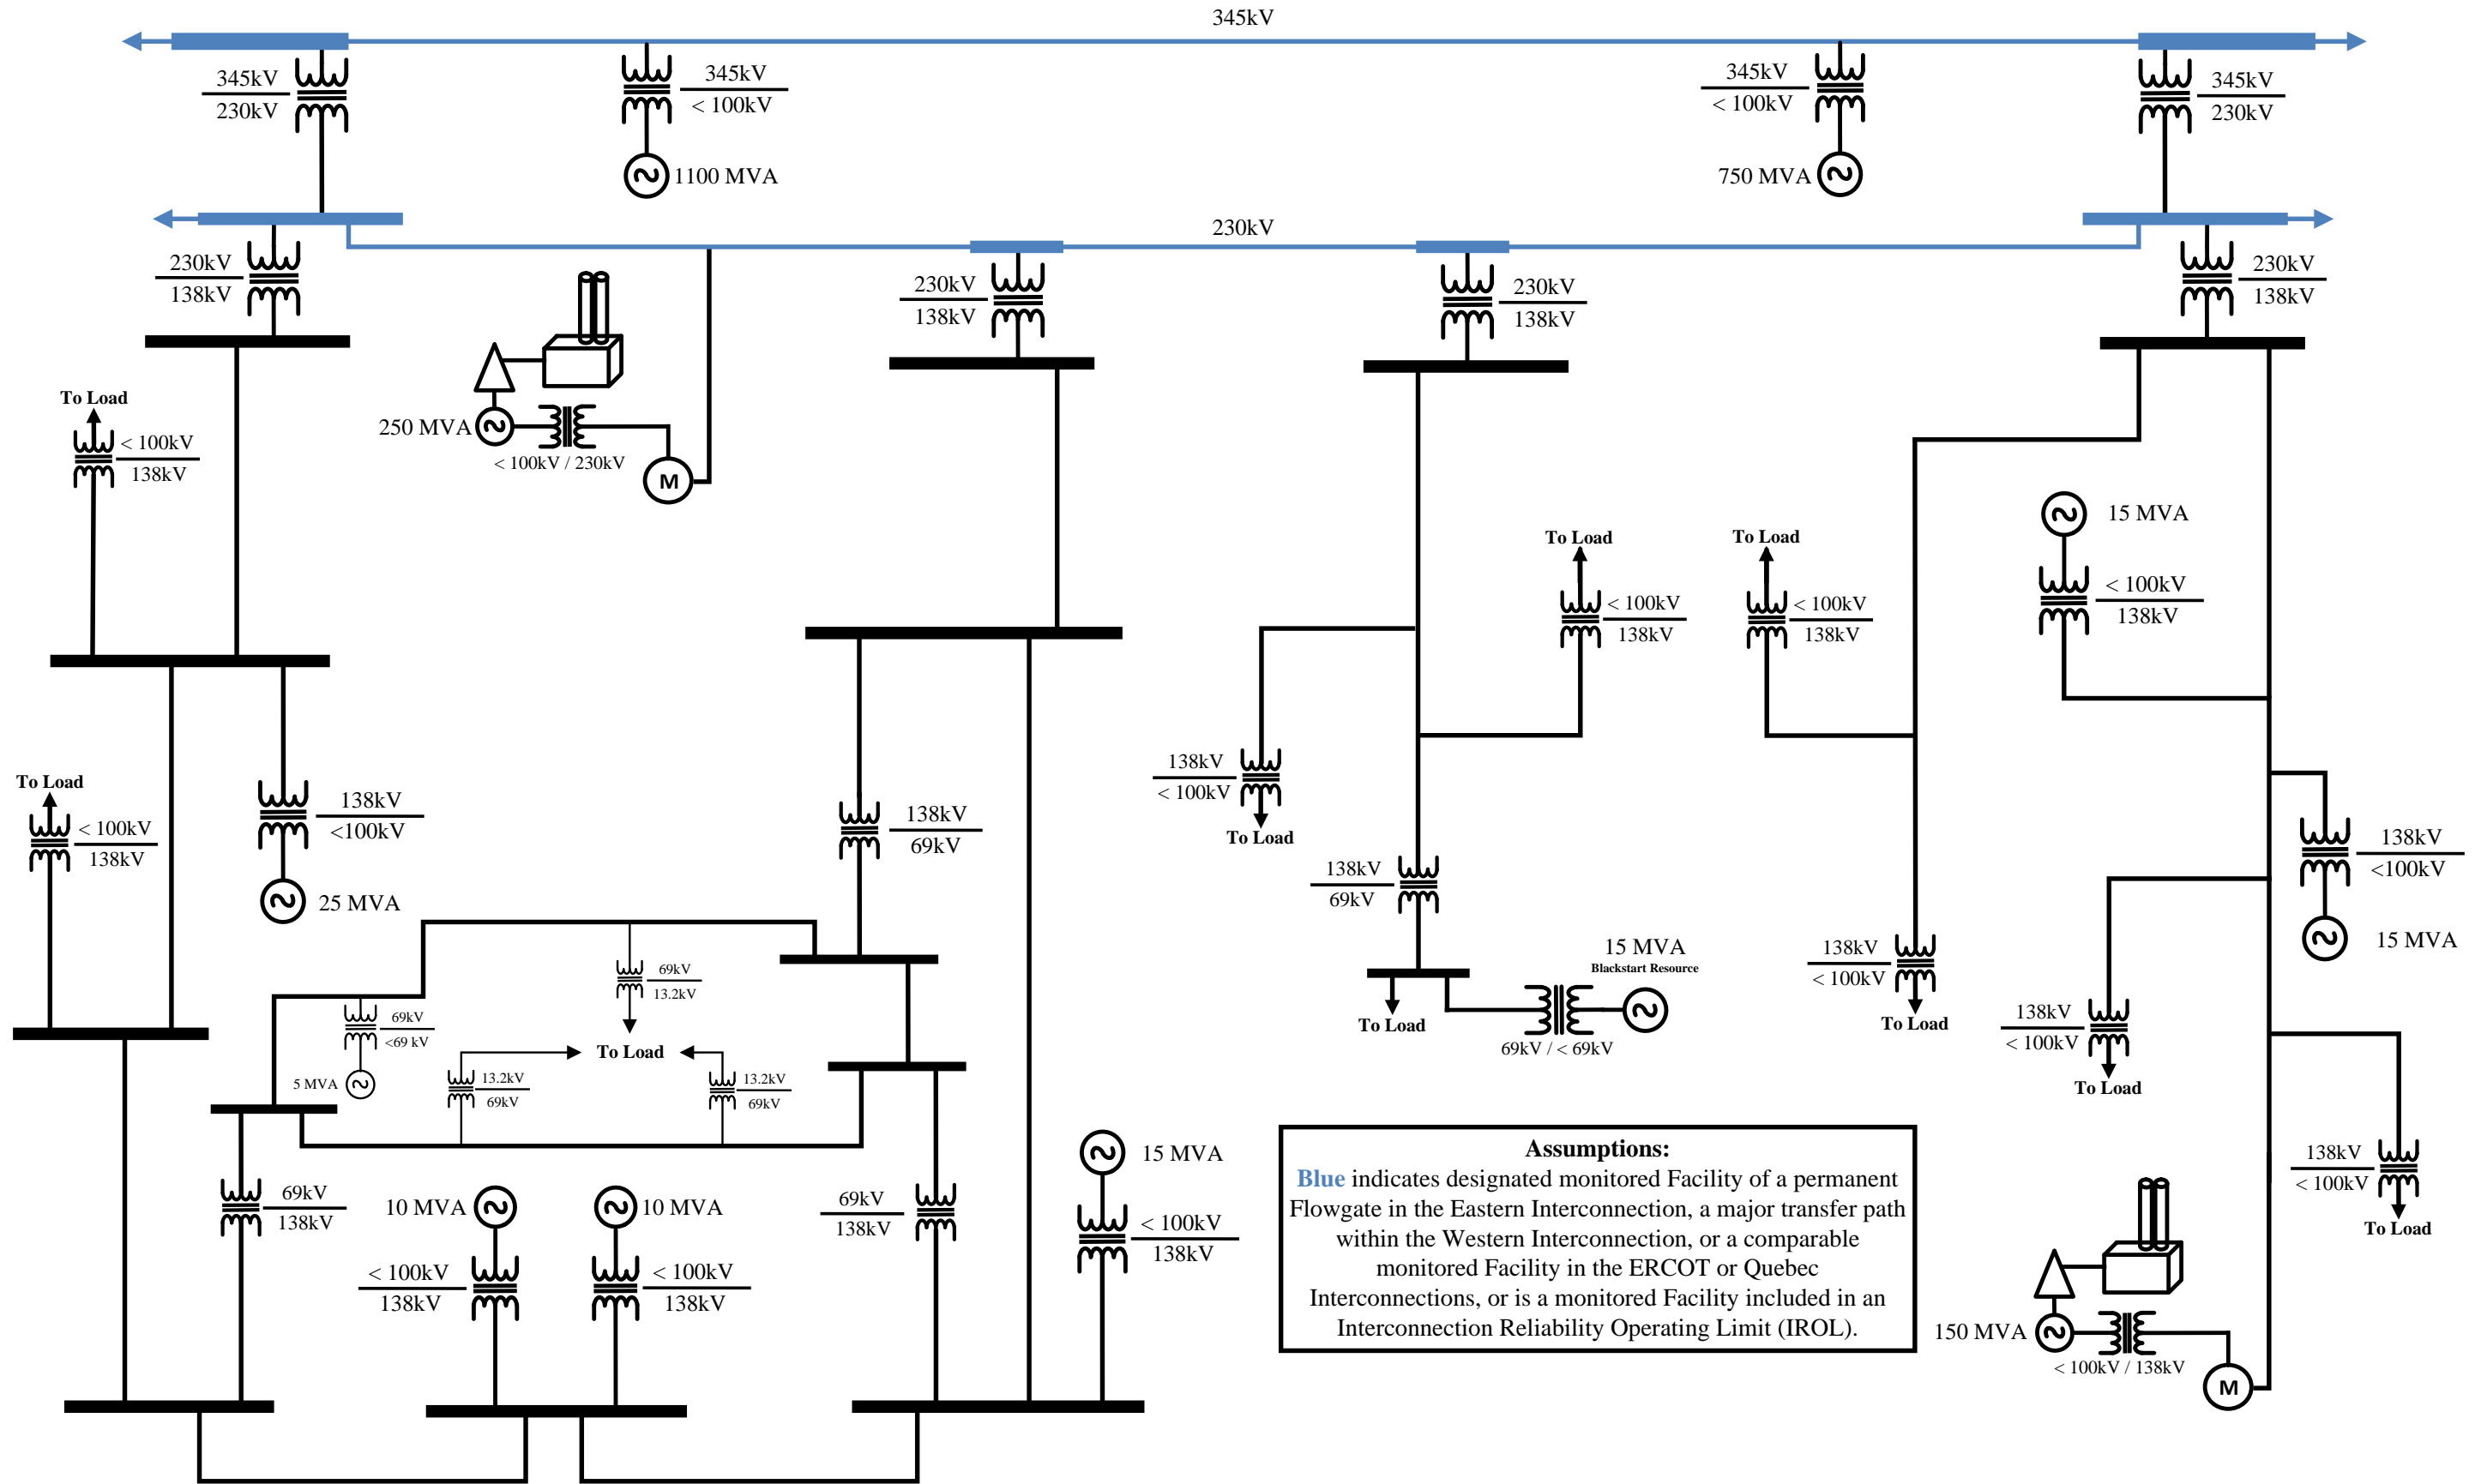 345kV
345kV
230kV
345kV
< 100kV
1100 MVA
345kV
< 100kV
750 MVA
345kV
230kV
230kV
230kV
138kV
230kV
138kV
230kV
138kV
230kV
138kV
250 MVA
< 100kV / 230kV
M
To Load
< 100kV
138kV
To Load
< 100kV
138kV
138kV
<100kV
25 MVA
138kV
69kV
69kV
13.2kV
69kV
<69 kV
5 MVA
To Load
13.2kV
69kV
13.2kV
69kV
69kV
138kV
10 MVA
< 100kV
138kV
10 MVA
< 100kV
138kV
69kV
138kV
15 MVA
< 100kV
138kV
To Load
< 100kV
138kV
138kV
< 100kV
To Load
138kV
69kV
To Load
15 MVA
Blackstart Resource
69kV / < 69kV
To Load
< 100kV
138kV
138kV
< 100kV
To Load
15 MVA
< 100kV
138kV
138kV
<100kV
15 MVA
138kV
< 100kV
To Load
138kV
< 100kV
To Load
150 MVA
< 100kV / 138kV
M
Assumptions:
Blue indicates designated monitored Facility of a permanent
Flowgate in the Eastern Interconnection, a major transfer path
within the Western Interconnection, or a comparable
monitored Facility in the ERCOT or Quebec
Interconnections, or is a monitored Facility included in an
Interconnection Reliability Operating Limit (IROL).